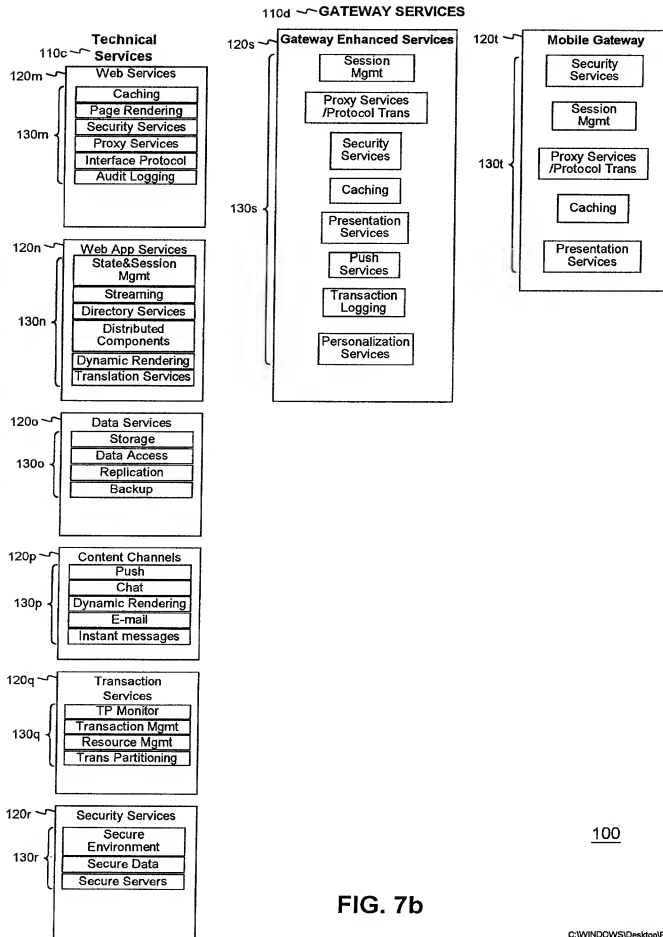 110d GATEWAY SERVICES
110c Technical
Services
120m Web Services
130m
Caching
Page Rendering
Security Services
Proxy Services
Interface Protocol
Audit Logging
120n Web App Services
130n
State&Session
Mgmt
Streaming
Directory Services
Distributed
Components
Dynamic Rendering
Translation Services
120o Data Services
130o
Storage
Data Access
Replication
Backup
120p Content Channels
130p
Push
Chat
Dynamic Rendering
E-mail
Instant messages
120q Transaction
Services
130q
TP Monitor
Transaction Mgmt
Resource Mgmt
Trans Partitioning
120r Security Services
130r
Secure
Environment
Secure Data
Secure Servers
120s Gateway Enhanced Services
130s
Session
Mgmt
Proxy Services
/Protocol Trans
Security
Services
Caching
Presentation
Services
Push
Services
Transaction
Logging
Personalization
Services
120t Mobile Gateway
130t
Security
Services
Session
Mgmt
Proxy Services
/Protocol Trans
Caching
Presentation
Services
100
FIG. 7b